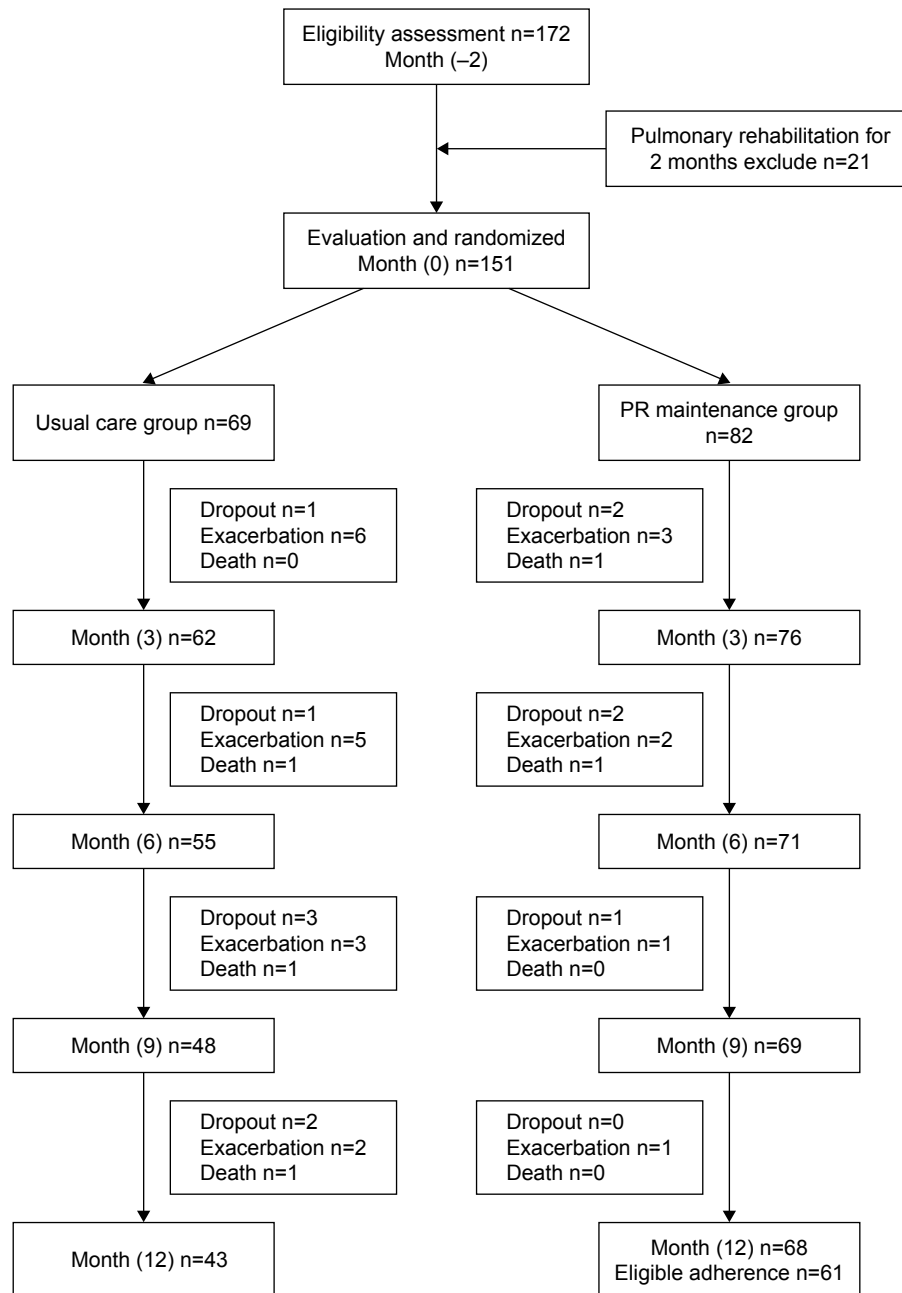 Eligibility assessment n=172
Month (–2)
Pulmonary rehabilitation for
2 months exclude n=21
Evaluation and randomized
Month (0) n=151
Usual care group n=69
PR maintenance group
n=82
Dropout n=1
Exacerbation n=6
Death n=0
Dropout n=2
Exacerbation n=3
Death n=1
Month (3) n=62
Month (3) n=76
Dropout n=1
Exacerbation n=5
Death n=1
Dropout n=2
Exacerbation n=2
Death n=1
Month (6) n=55
Month (6) n=71
Dropout n=3
Exacerbation n=3
Death n=1
Dropout n=1
Exacerbation n=1
Death n=0
Month (9) n=48
Month (9) n=69
Dropout n=2
Exacerbation n=2
Death n=1
Dropout n=0
Exacerbation n=1
Death n=0
Month (12) n=43
Month (12) n=68
Eligible adherence n=61